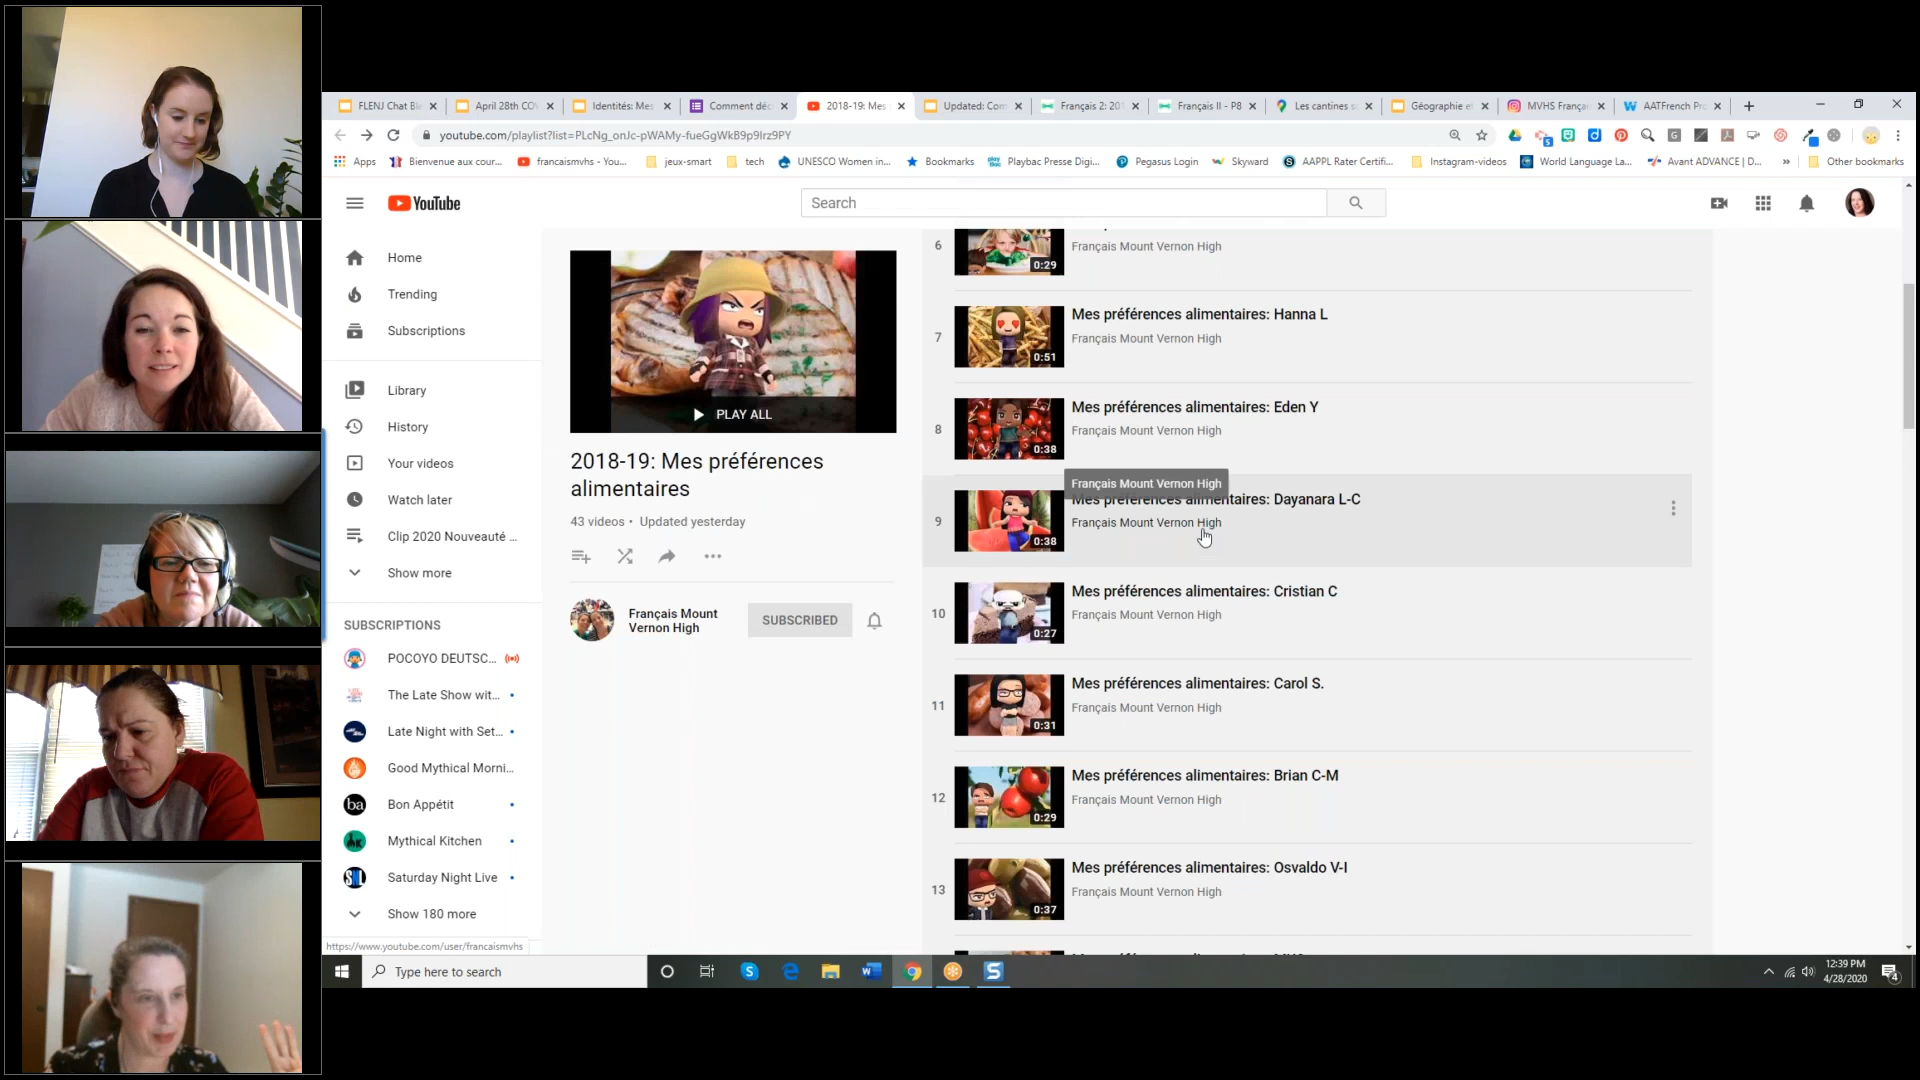 FLENJ Chat Ble
April 28th CO
Identités: Mes
Comment déc
2018-19: Mes
Updated: Com
Français 2: 201
Français II - P8
Les cantines s
Géographie e
MVHS França
AATFrench Pr
youtube.com/playlist?list=PLcNg_onJc-pWAMy-fueGgWkB9p9Irz9PY
Apps
Bienvenue aux cour...
francaismvhs - You...
jeux-smart
tech
UNESCO Women in...
Bookmarks
Playbac Presse Digi...
Pegasus Login
Skyward
AAPPL Rater Certifi...
Instagram-videos
World Language La...
Avant ADVANCE | D...
»
Other bookmarks
YouTube
Search
Home
Trending
Subscriptions
Library
History
Your videos
Watch later
Clip 2020 Nouveauté ...
Show more
SUBSCRIPTIONS
POCOYO DEUTSC...
The Late Show wit...
Late Night with Set...
Good Mythical Morni...
ba
Bon Appétit
Mythical Kitchen
Saturday Night Live
Show 180 more
https://www.youtube.com/user/francaismvhs
PLAY ALL
2018-19: Mes préférences
alimentaires
43 videos • Updated yesterday
Français Mount
Vernon High
SUBSCRIBED
6
0:29
Français Mount Vernon High
7
0:51
Mes préférences alimentaires: Hanna L
Français Mount Vernon High
8
0:38
Mes préférences alimentaires: Eden Y
Français Mount Vernon High
Français Mount Vernon High
9
0:38
Mes préférences alimentaires: Dayanara L-C
Français Mount Vernon High
10
0:27
Mes préférences alimentaires: Cristian C
Français Mount Vernon High
11
0:31
Mes préférences alimentaires: Carol S.
Français Mount Vernon High
12
0:29
Mes préférences alimentaires: Brian C-M
Français Mount Vernon High
13
0:37
Mes préférences alimentaires: Osvaldo V-I
Français Mount Vernon High
Type here to search
12:39 PM
4/28/2020
4